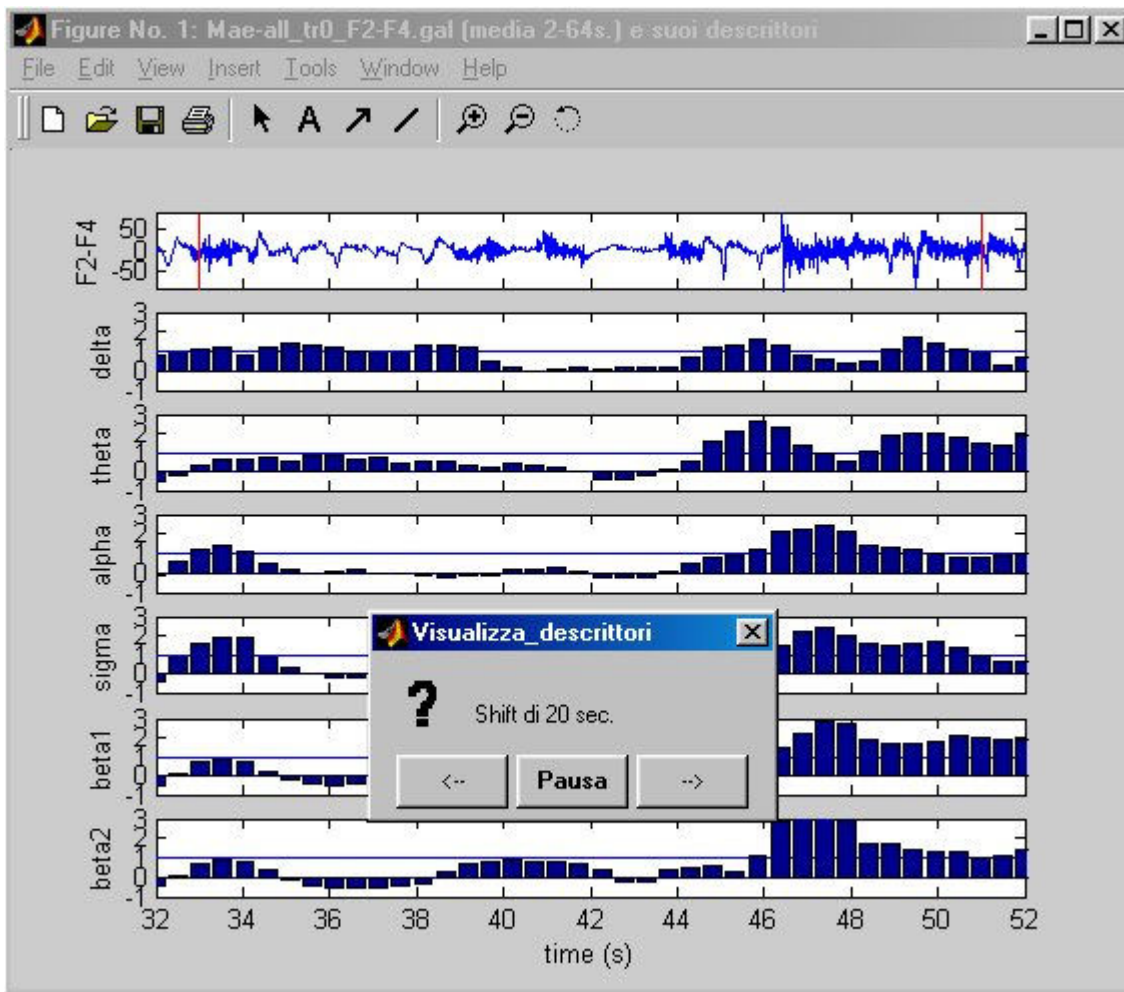 Figure No. 1: Mae-all_tr0_F2-F4.gal (media 2-64s.) e suoi descrittori
File Edit View Insert Tools Window Help
A
F2-F4
50
0
-50
delta
3
2
1
0
-1
theta
3
2
1
0
-1
alpha
3
2
1
0
-1
sigma
3
2
1
0
-1
Visualizza_descrittori
?
Shift di 20 sec.
<-- Pausa -->
beta1
3
2
1
0
-1
beta2
3
2
1
0
-1
32 34 36 38 40 42 44 46 48 50 52
time (s)